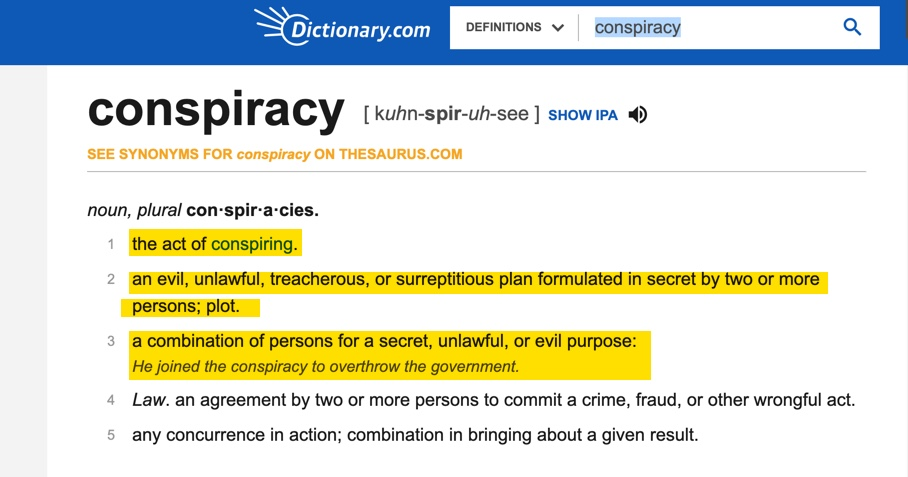 Dictionary.com DEFINITIONS conspiracy
conspiracy [ kuhn-spir-uh-see ] SHOW IPA
SEE SYNONYMS FOR conspiracy ON THESAURUS.COM
noun, plural con·spir·a·cies.
1 the act of conspiring.
2 an evil, unlawful, treacherous, or surreptitious plan formulated in secret by two or more
persons; plot.
3 a combination of persons for a secret, unlawful, or evil purpose:
He joined the conspiracy to overthrow the government.
4 Law. an agreement by two or more persons to commit a crime, fraud, or other wrongful act.
5 any concurrence in action; combination in bringing about a given result.